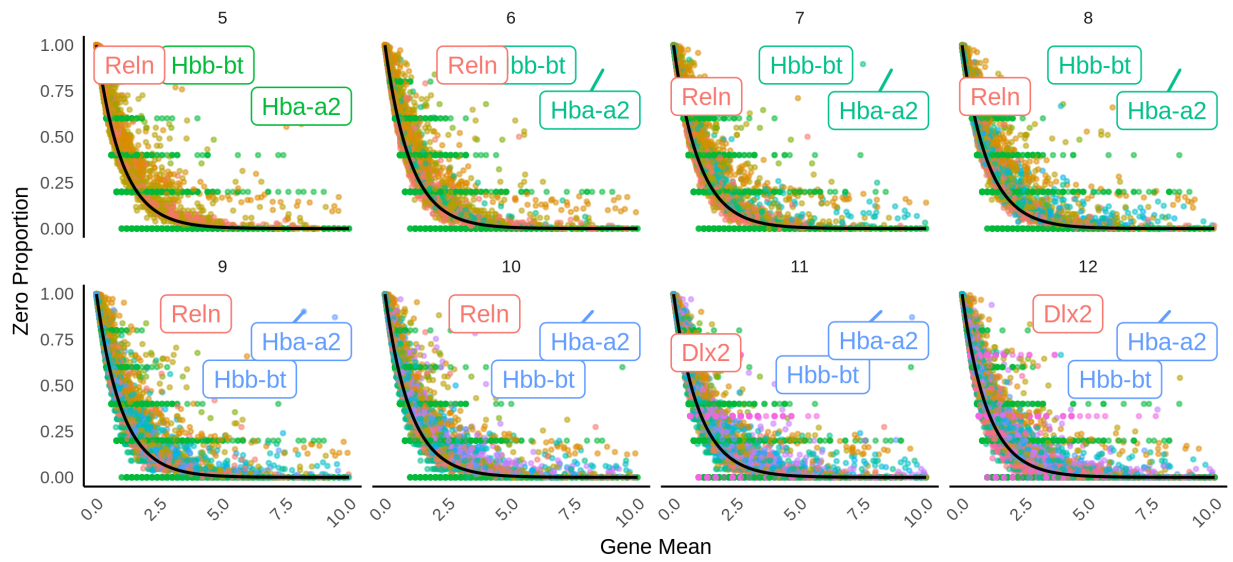 5 6 7 8
1.00
0.75
0.50
0.25
0.00
Reln Hbb-bt Hba-a2
Reln bb-bt Hba-a2
Reln Hbb-bt Hba-a2
Reln Hbb-bt Hba-a2
Zero Proportion
9 10 11 12
1.00
0.75
0.50
0.25
0.00
Reln Hba-a2 Hbb-bt
Reln Hba-a2 Hbb-bt
Dlx2 Hba-a2 Hbb-bt
Dlx2 Hba-a2 Hbb-bt
0.0 2.5 5.0 7.5 10.0 0.0 2.5 5.0 7.5 10.0 0.0 2.5 5.0 7.5 10.0 0.0 2.5 5.0 7.5 10.0
Gene Mean